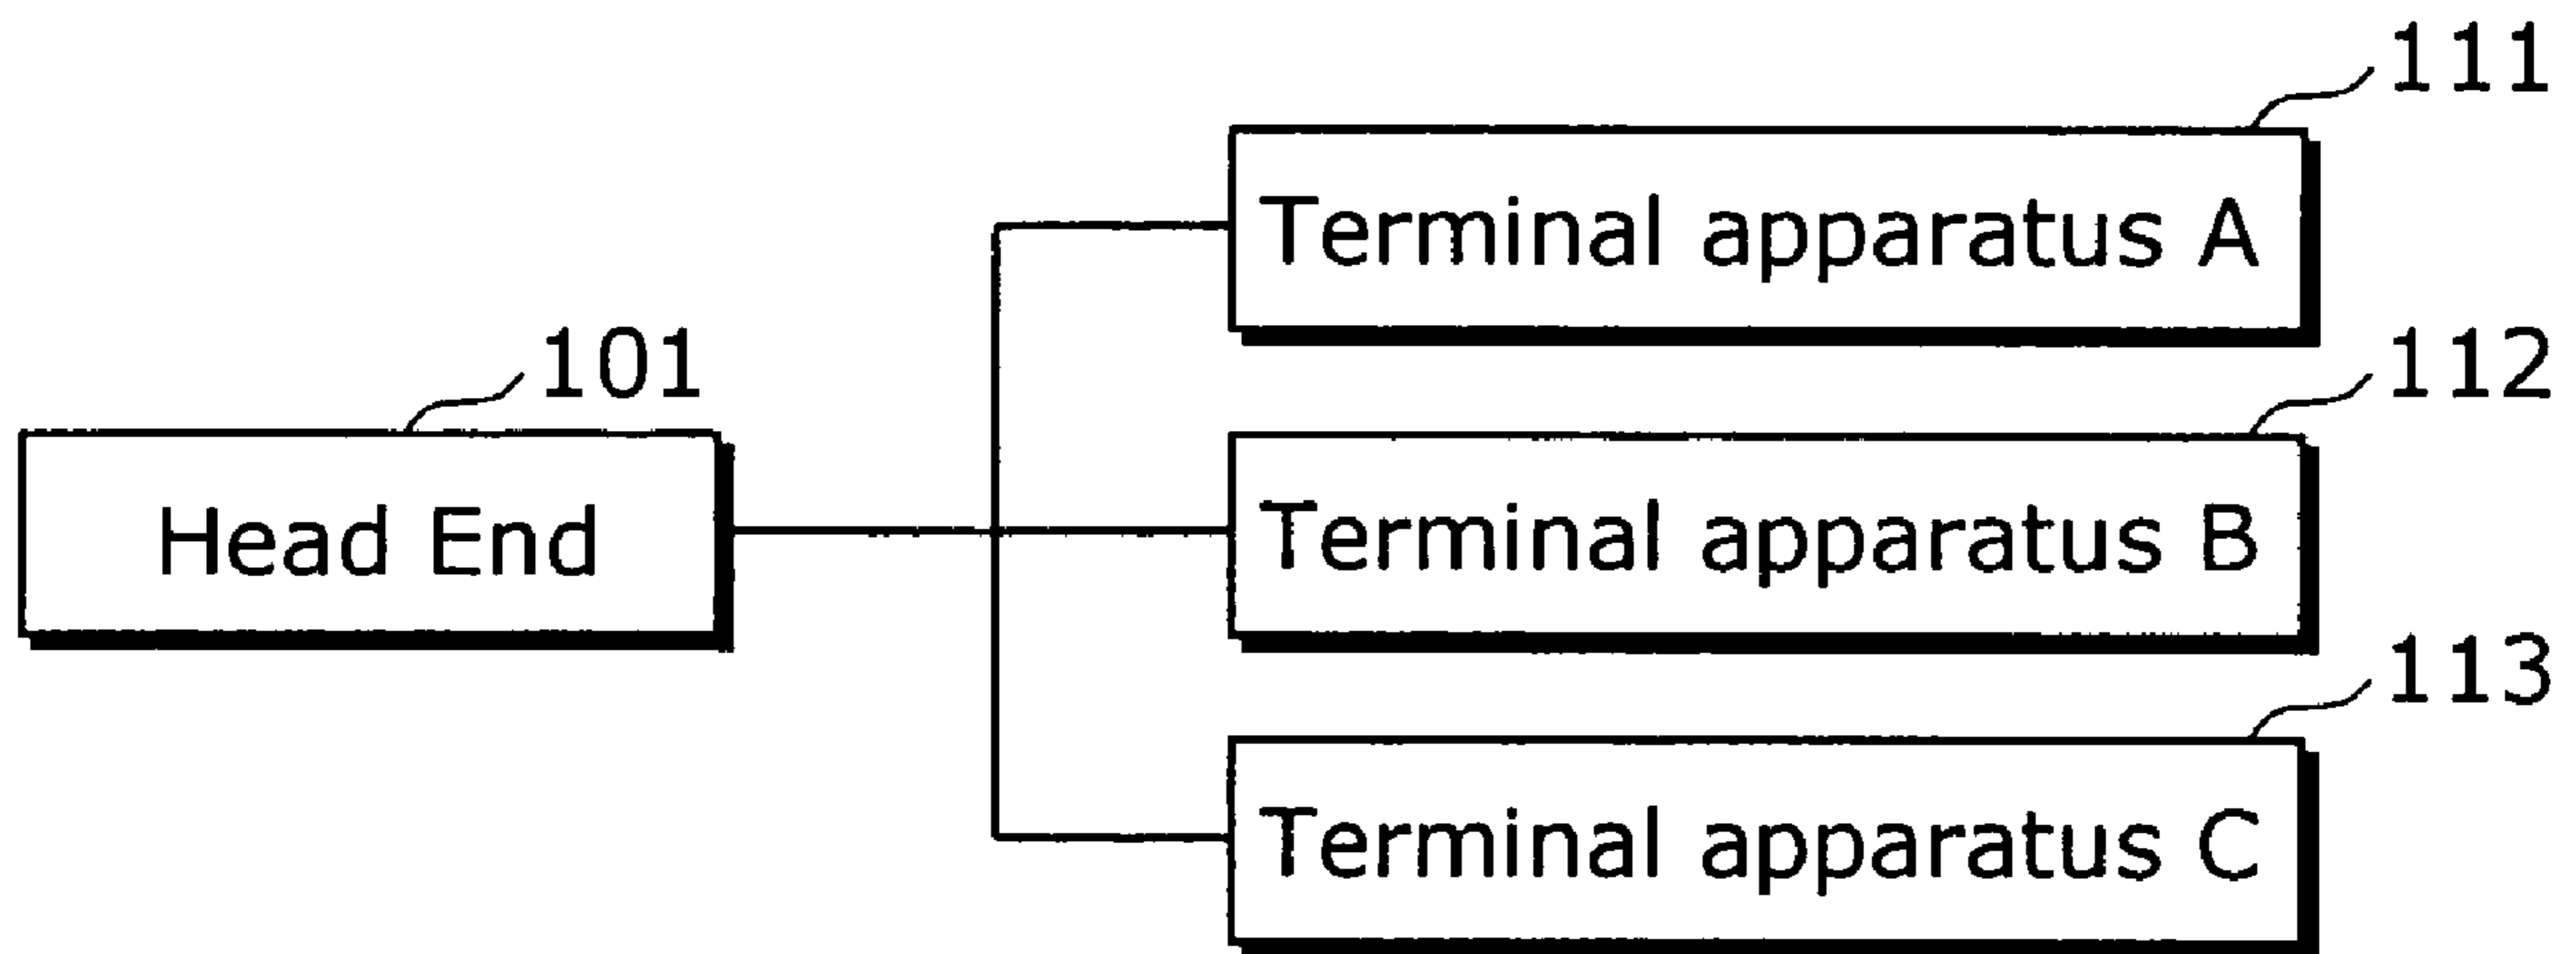 111
Terminal apparatus A
101
112
Head End
Terminal apparatus B
113
Terminal apparatus C